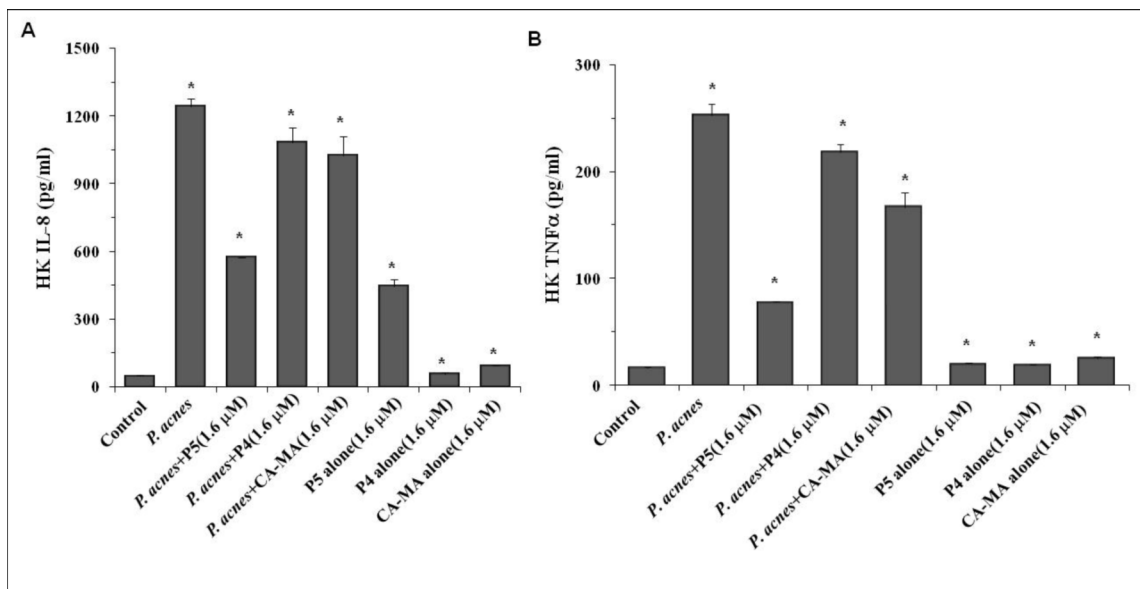 A
1500
1200
900
600
300
0
HK IL-8 (pg/ml)
*
*
*
*
*
*
*
Control
P. acnes
P. acnes+P5(1.6 μM)
P. acnes+P4(1.6 μM)
P. acnes+CA-MA(1.6 μM)
P5 alone(1.6 μM)
P4 alone(1.6 μM)
CA-MA alone(1.6 μM)
B
300
200
100
0
HK TNFα (pg/ml)
*
*
*
*
*
*
*
Control
P. acnes
P. acnes+P5(1.6 μM)
P. acnes+P4(1.6 μM)
P. acnes+CA-MA(1.6 μM)
P5 alone(1.6 μM)
P4 alone(1.6 μM)
CA-MA alone(1.6 μM)